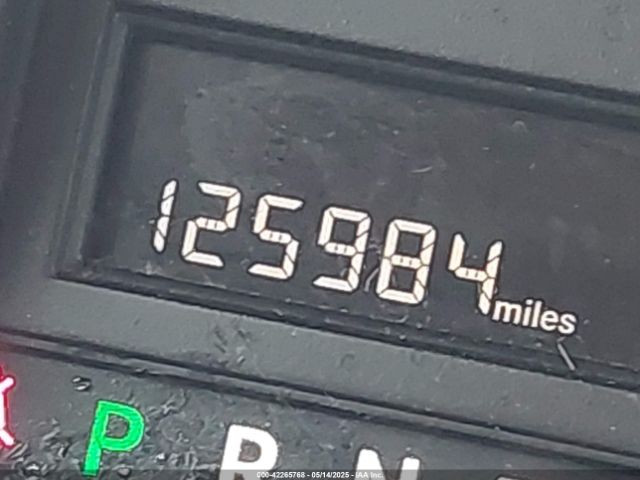 125984 miles
P R N
000-42265768 - 05/14/2025 - IAA Inc.